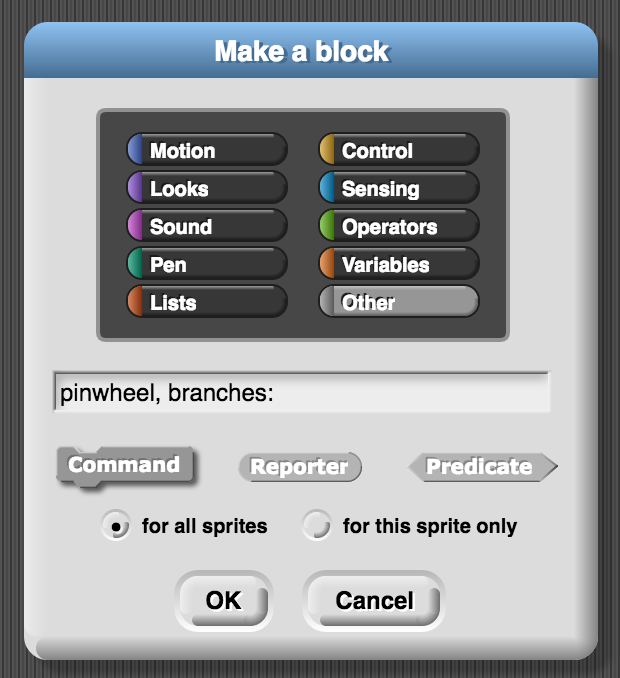 Make a block
Motion
Control
Looks
Sensing
Sound
Operators
Pen
Variables
Lists
Other
pinwheel, branches:
Command
Reporter
Predicate
for all sprites
for this sprite only
OK
Cancel